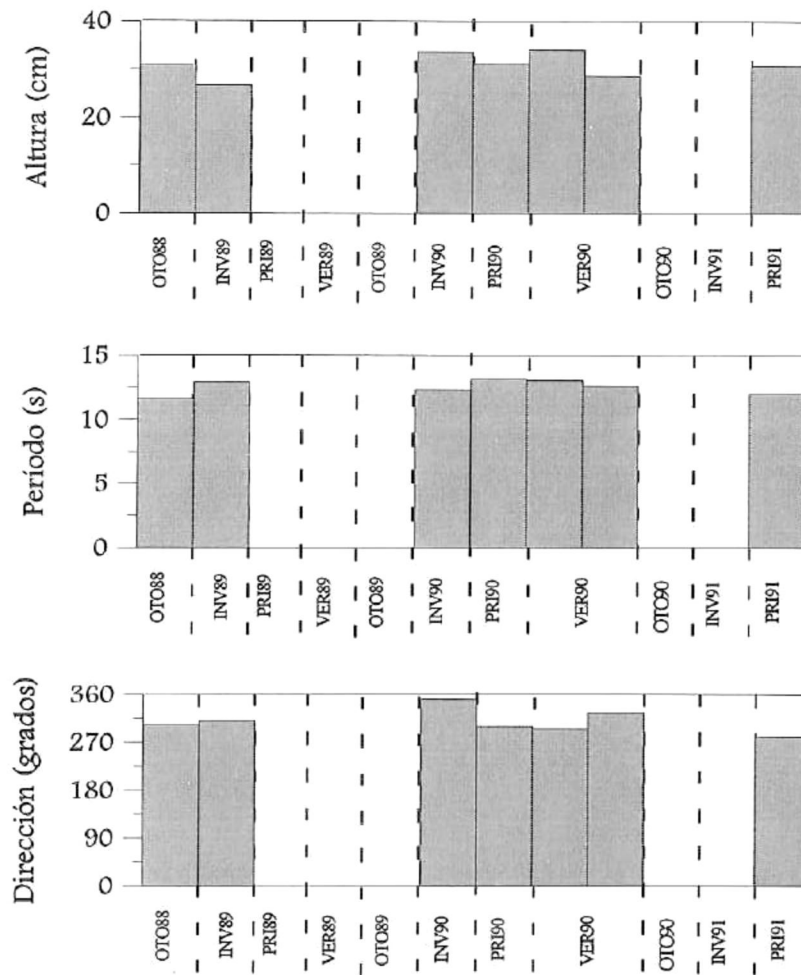 Altura (cm)
40
20
0
OTO88
INV89
PRI89
VER89
OTO89
INV90
PRI90
VER90
OTO90
INV91
PRI91
Período (s)
15
10
5
0
OTO88
INV89
PRI89
VER89
OTO89
INV90
PRI90
VER90
OTO90
INV91
PRI91
Dirección (grados)
360
270
180
90
0
OTO88
INV89
PRI89
VER89
OTO89
INV90
PRI90
VER90
OTO90
INV91
PRI91